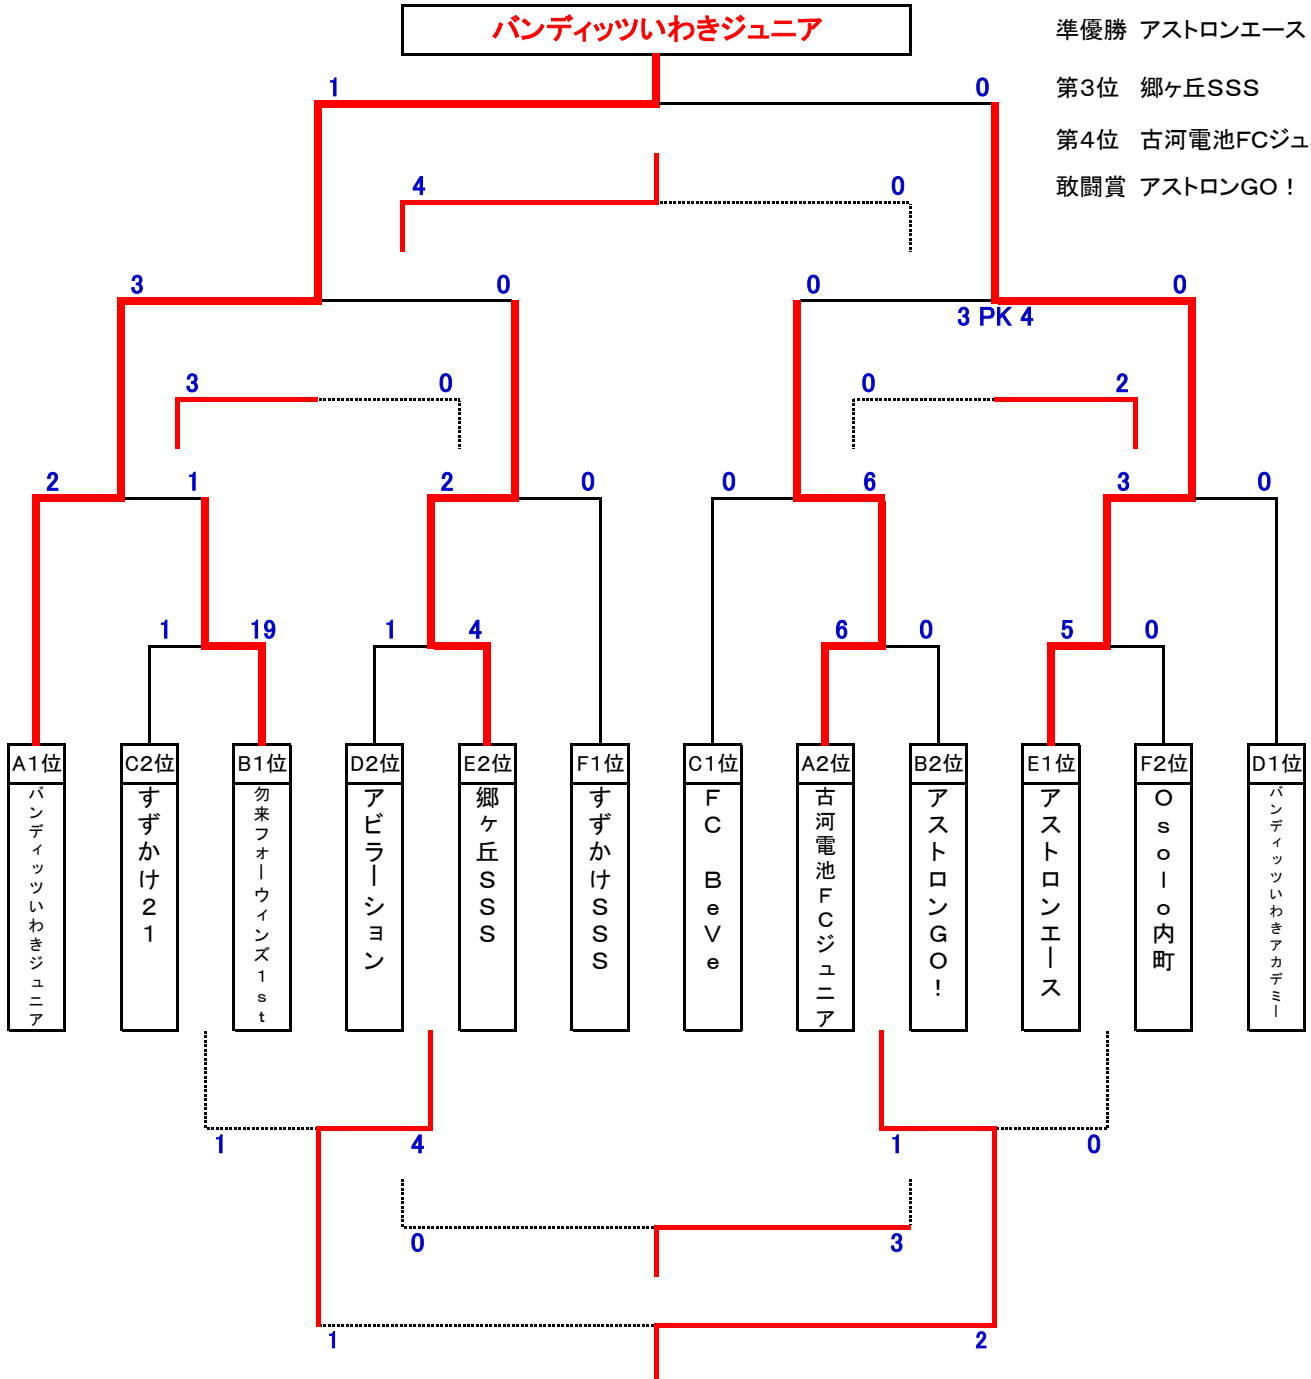 バンディッツいわきジュニア
準優勝 アストロンエース
第3位 郷ヶ丘SSS
第4位 古河電池FCジュ
敢闘賞 アストロンGO！
1 0
4 0
3 0 0 0
3 PK 4
3 0 0 2
2 1 2 0 0 6 3 0
1 19 1 4 6 0 5 0
A1位 C2位 B1位 D2位 E2位 F1位 C1位 A2位 B2位 E1位 F2位 D1位
バンディッツいわきジュニア
すずかけ21
勿来フォーウィンズ1st
アビラーション
郷ヶ丘SSS
すずかけSSS
FC BeVe
古河電池FCジュニア
アストロンGO！
アストロンエース
Osolo内町
バンディッツいわきアカデミー
1 4 1 0
0 3
1 2